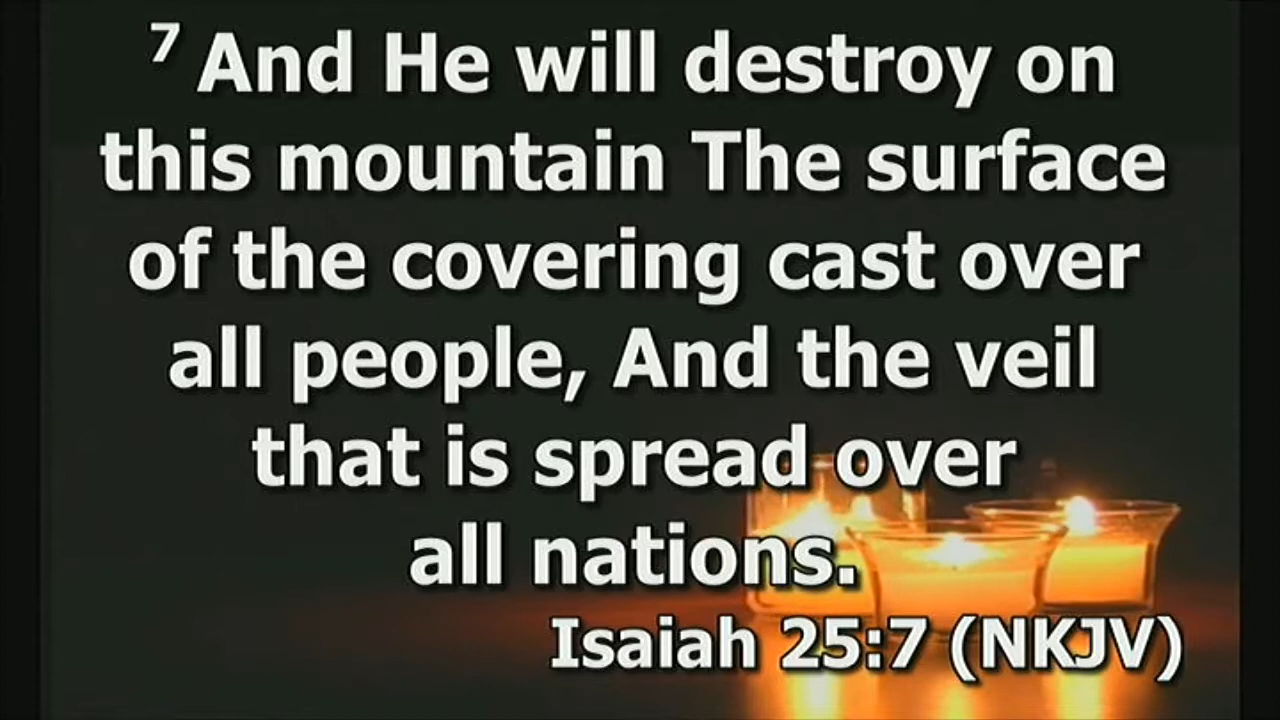 7 And He will destroy on
this mountain The surface
of the covering cast over
all people, And the veil
that is spread over
all nations.
Isaiah 25:7 (NKJV)